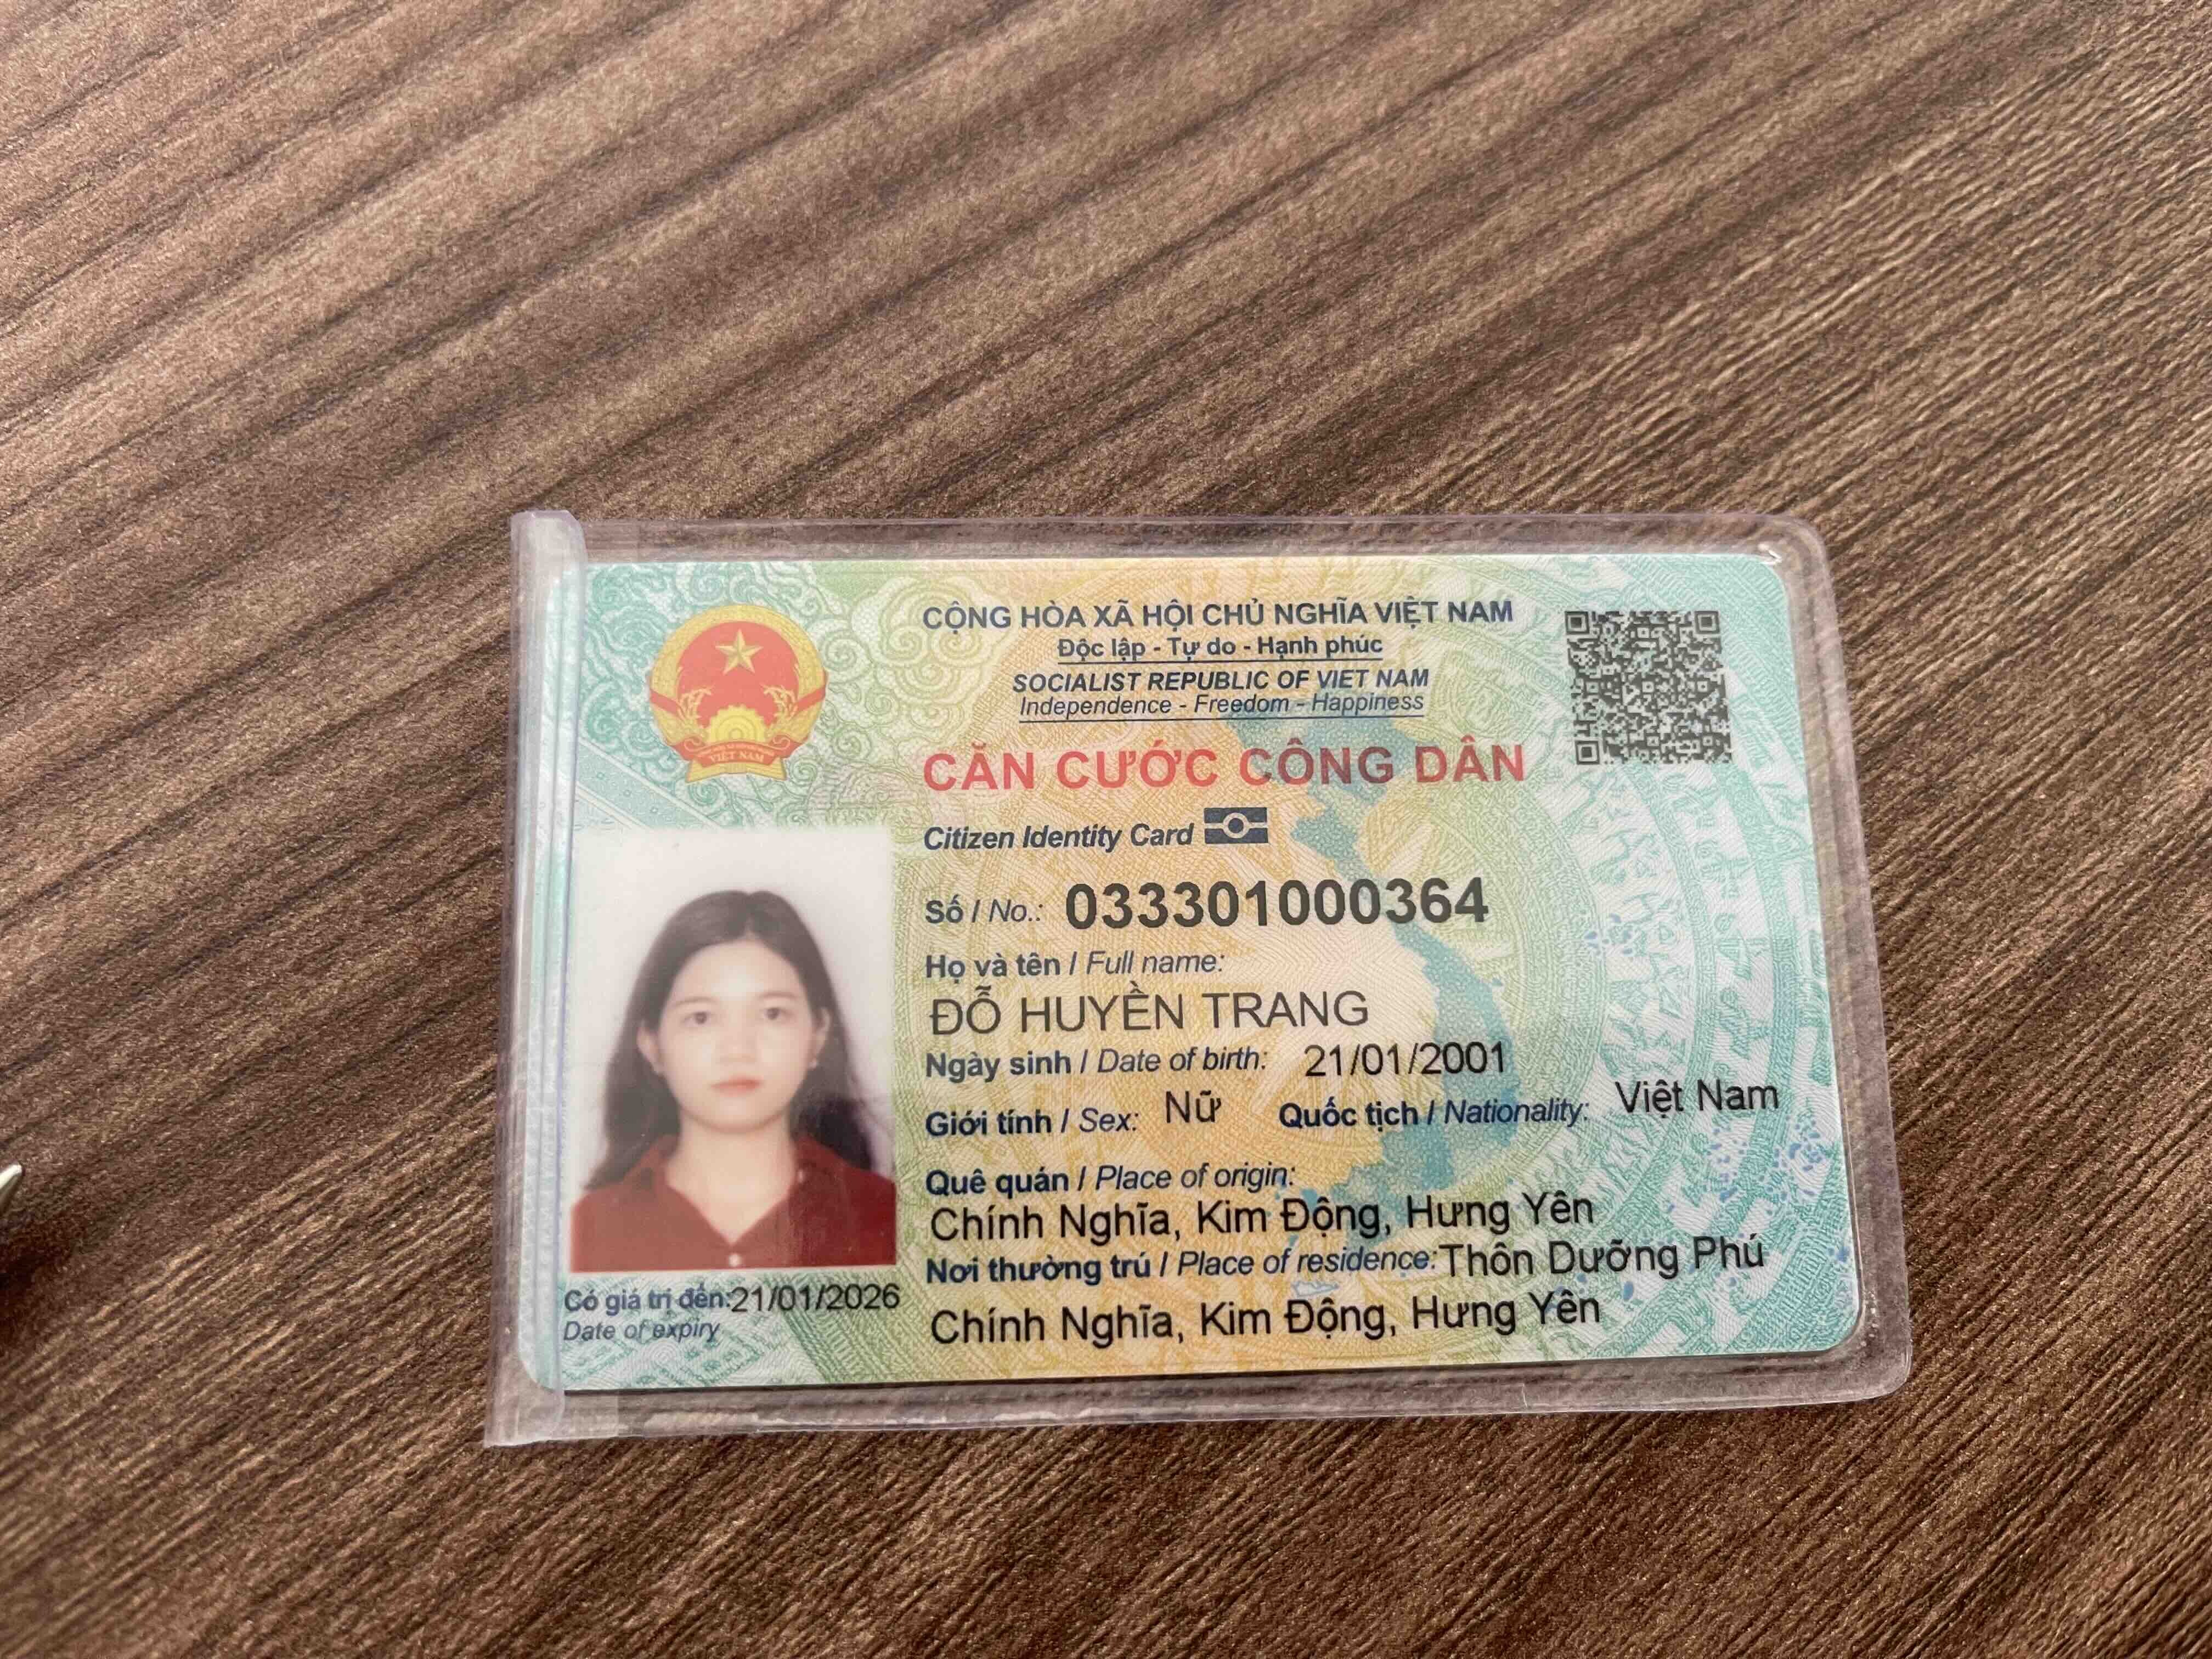 CỘNG HÒA XÃ HỘI CHỦ NGHĨA VIỆT NAM
Độc lập - Tự do - Hạnh phúc
SOCIALIST REPUBLIC OF VIET NAM
Independence - Freedom - Happiness
CĂN CƯỚC CÔNG DÂN
Citizen Identity Card
Số / No.: 033301000364
Họ và tên / Full name:
ĐỖ HUYỀN TRANG
Ngày sinh / Date of birth: 21/01/2001
Giới tính / Sex: Nữ Quốc tịch / Nationality: Việt Nam
Quê quán / Place of origin:
Chính Nghĩa, Kim Động, Hưng Yên
Nơi thường trú / Place of residence: Thôn Dưỡng Phú
Chính Nghĩa, Kim Động, Hưng Yên
Có giá trị đến: 21/01/2026
Date of expiry
VIỆT NAM